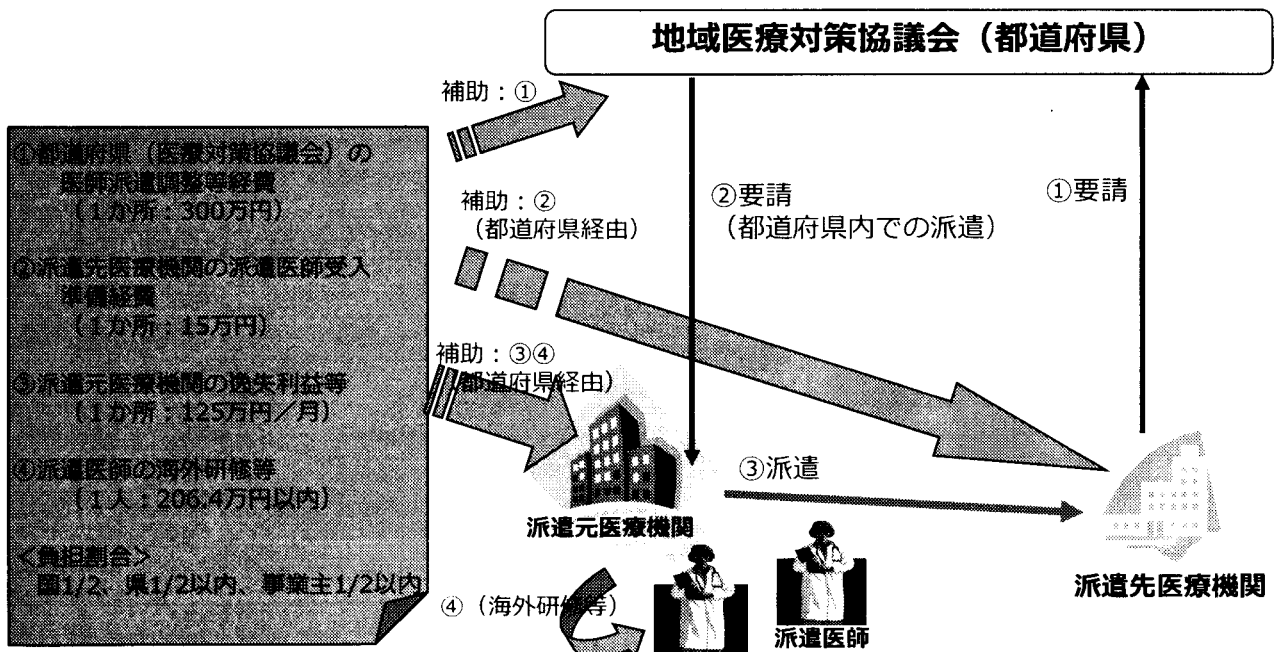 地域医療対策協議会（都道府県）
補助：①
①都道府県（医療対策協議会）の
医師派遣調整等経費
（１か所：300万円）
②派遣先医療機関の派遣医師受入
準備経費
（１か所：15万円）
③派遣元医療機関の逸失利益等
（１か所：125万円／月）
④派遣医師の海外研修等
（１人：206.4万円以内）
＜負担割合＞
国1/2、県1/2以内、事業主1/2以内
補助：②
（都道府県経由）
②要請
（都道府県内での派遣）
①要請
補助：③④
（都道府県経由）
③派遣
派遣元医療機関
派遣先医療機関
④（海外研修等）
派遣医師